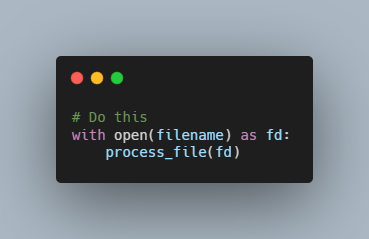 # Do this
with open(filename) as fd:
    process_file(fd)